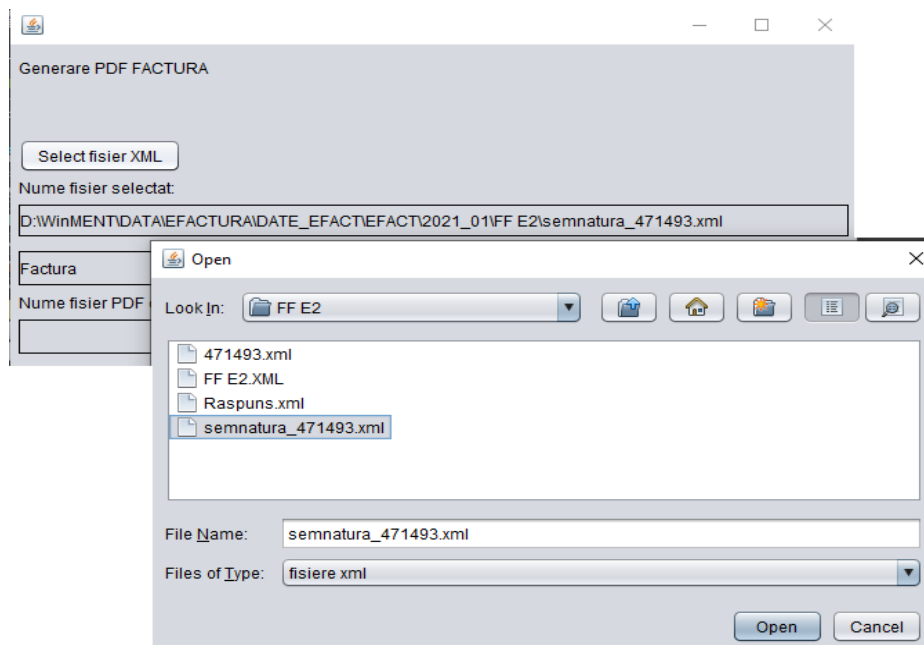 Generare PDF FACTURA
Select fisier XML
Nume fisier selectat:
D:\WinMENT\DATA\EFACTURA\DATE_EFACT\EFACT\2021_01\FF E2\semnatura_471493.xml
Factura
Nume fisier PDF
Open
Look In: FF E2
471493.xml
FF E2.XML
Raspuns.xml
semnatura_471493.xml
File Name: semnatura_471493.xml
Files of Type: fisiere xml
Open Cancel